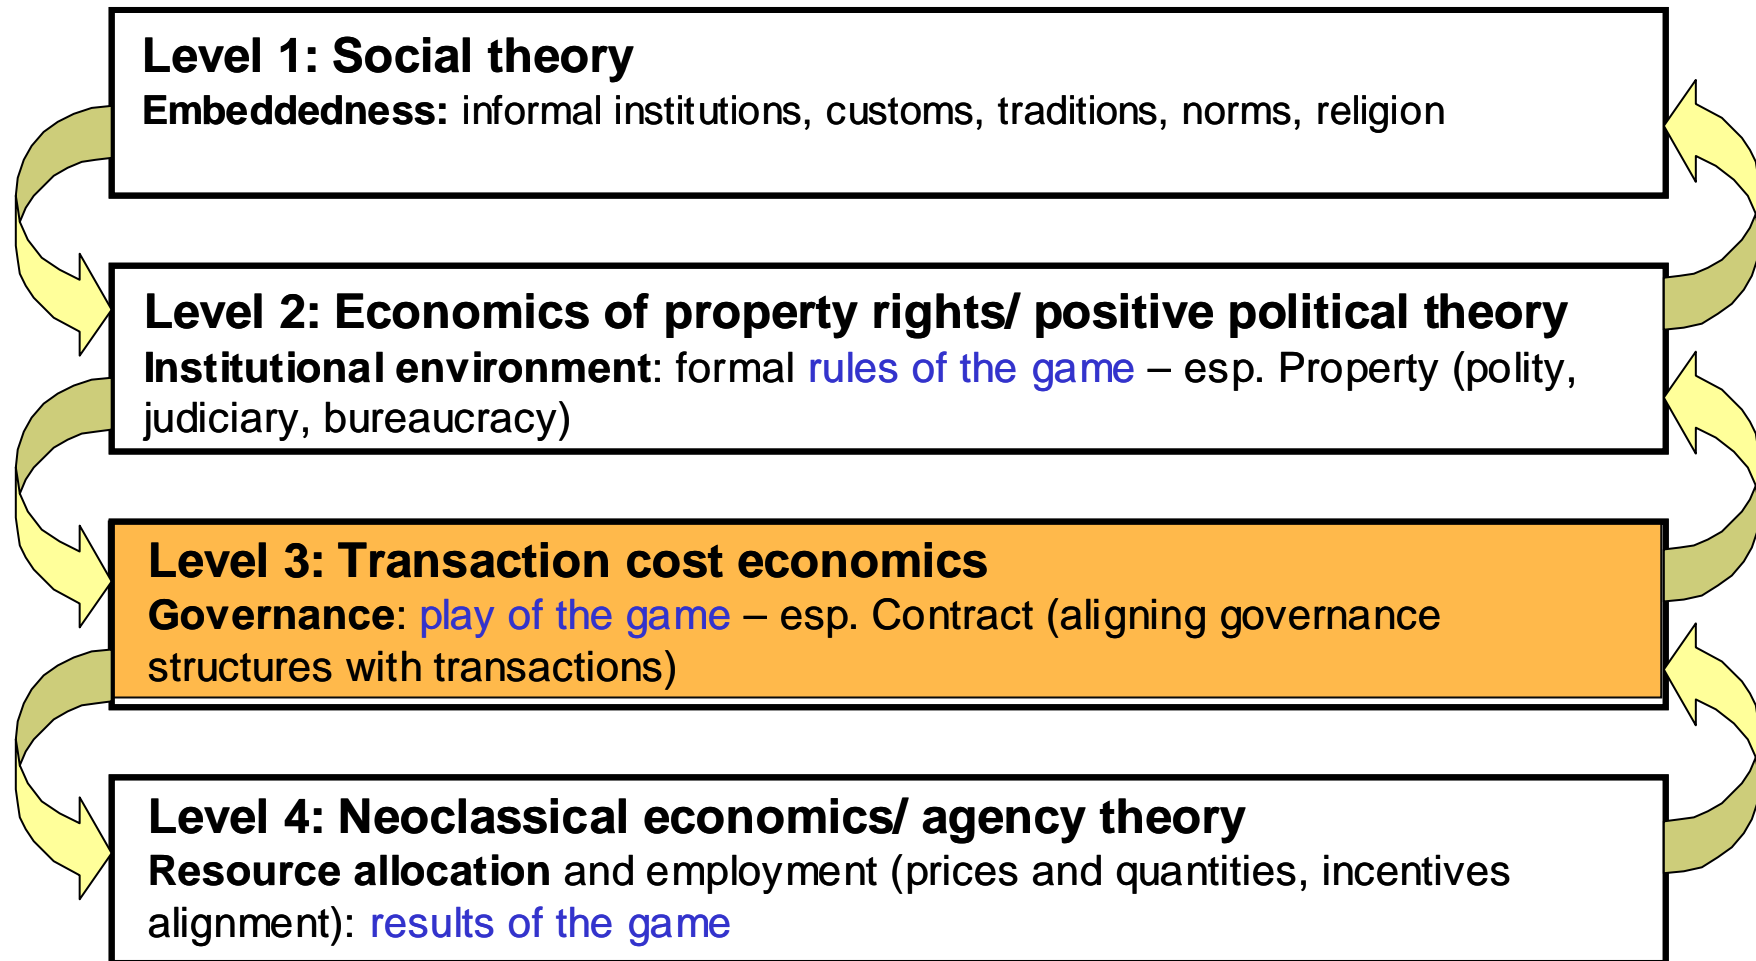 Level 1: Social theory
Embeddedness: informal institutions, customs, traditions, norms, religion
Level 2: Economics of property rights/ positive political theory
Institutional environment: formal rules of the game – esp. Property (polity,
judiciary, bureaucracy)
Level 3: Transaction cost economics
Governance: play of the game – esp. Contract (aligning governance
structures with transactions)
Level 4: Neoclassical economics/ agency theory
Resource allocation and employment (prices and quantities, incentives
alignment): results of the game